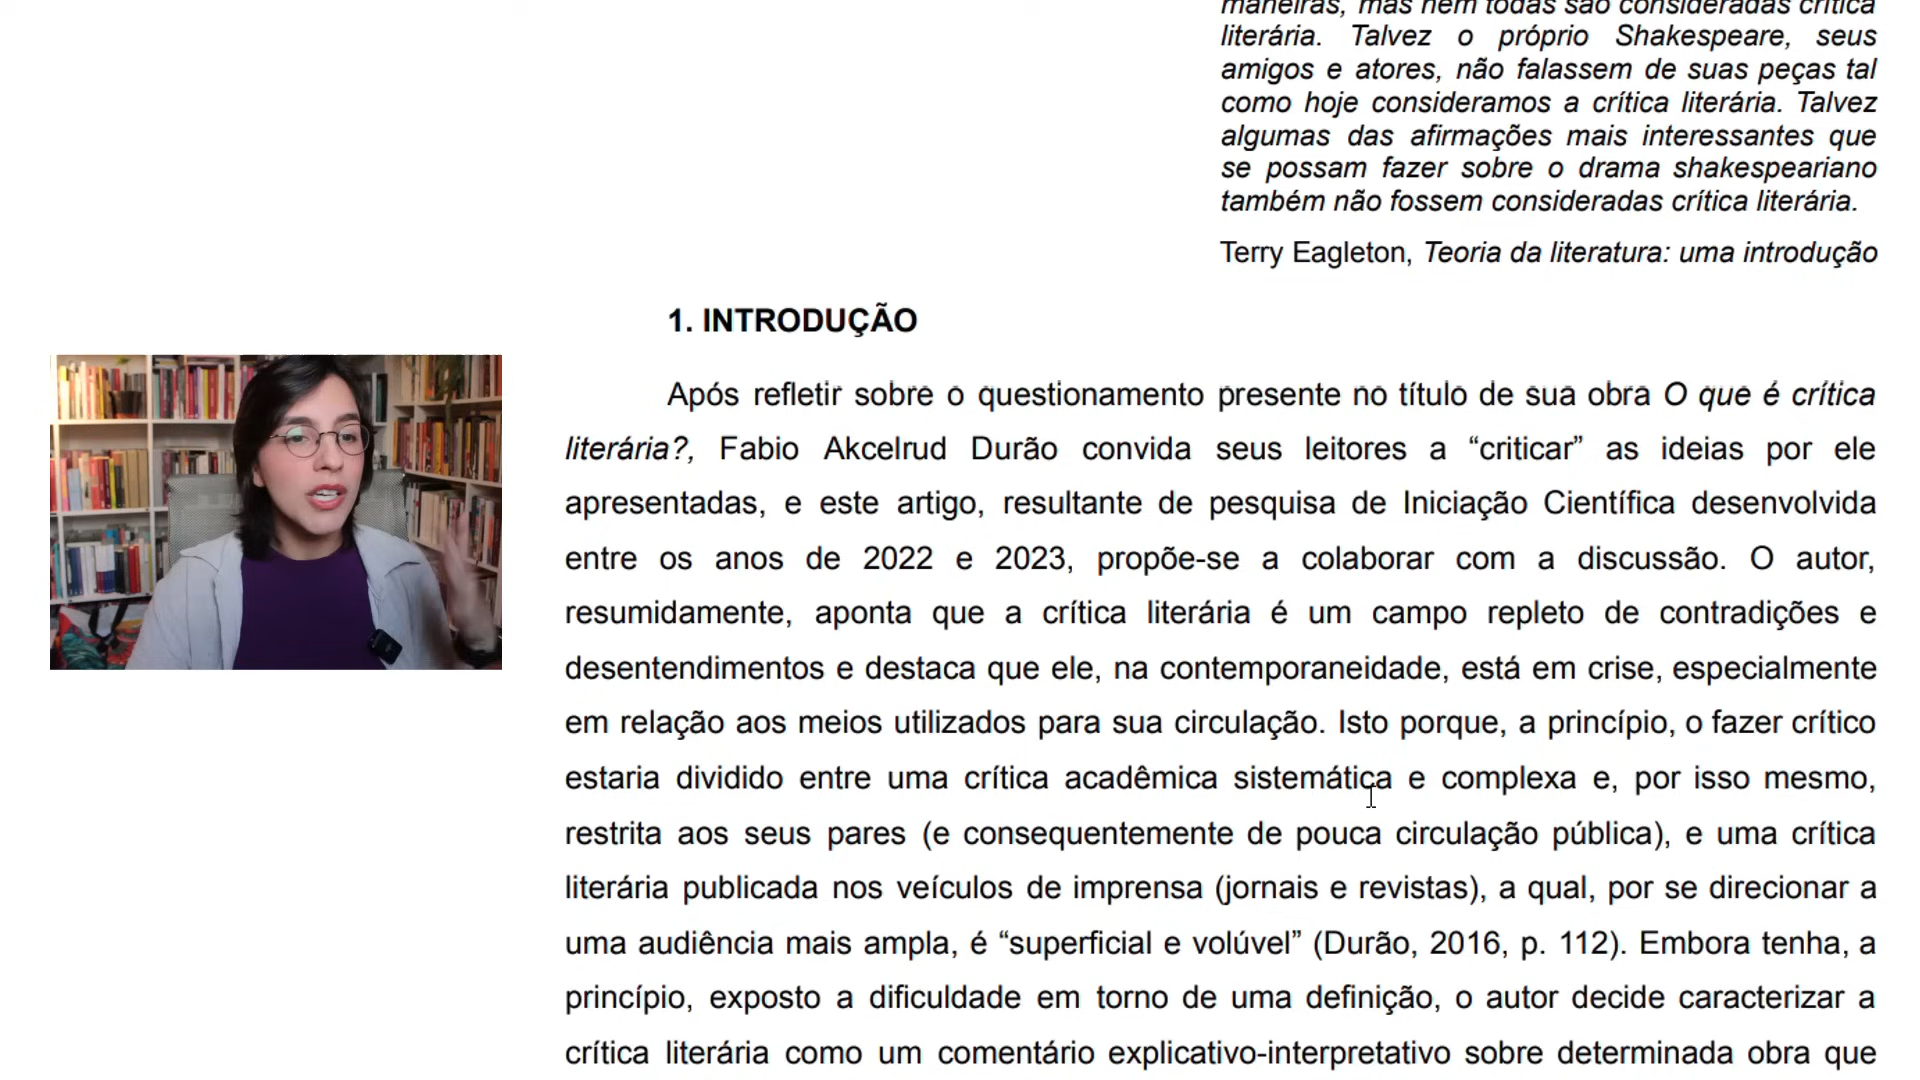 maneiras, mas nem todas são consideradas crítica
literária. Talvez o próprio Shakespeare, seus
amigos e atores, não falassem de suas peças tal
como hoje consideramos a crítica literária. Talvez
algumas das afirmações mais interessantes que
se possam fazer sobre o drama shakespeariano
também não fossem consideradas crítica literária.
Terry Eagleton, Teoria da literatura: uma introdução
1. INTRODUÇÃO
Após refletir sobre o questionamento presente no título de sua obra O que é crítica
literária?, Fabio Akcelrud Durão convida seus leitores a “criticar” as ideias por ele
apresentadas, e este artigo, resultante de pesquisa de Iniciação Científica desenvolvida
entre os anos de 2022 e 2023, propõe-se a colaborar com a discussão. O autor,
resumidamente, aponta que a crítica literária é um campo repleto de contradições e
desentendimentos e destaca que ele, na contemporaneidade, está em crise, especialmente
em relação aos meios utilizados para sua circulação. Isto porque, a princípio, o fazer crítico
estaria dividido entre uma crítica acadêmica sistemática e complexa e, por isso mesmo,
restrita aos seus pares (e consequentemente de pouca circulação pública), e uma crítica
literária publicada nos veículos de imprensa (jornais e revistas), a qual, por se direcionar a
uma audiência mais ampla, é “superficial e volúvel” (Durão, 2016, p. 112). Embora tenha, a
princípio, exposto a dificuldade em torno de uma definição, o autor decide caracterizar a
crítica literária como um comentário explicativo-interpretativo sobre determinada obra que